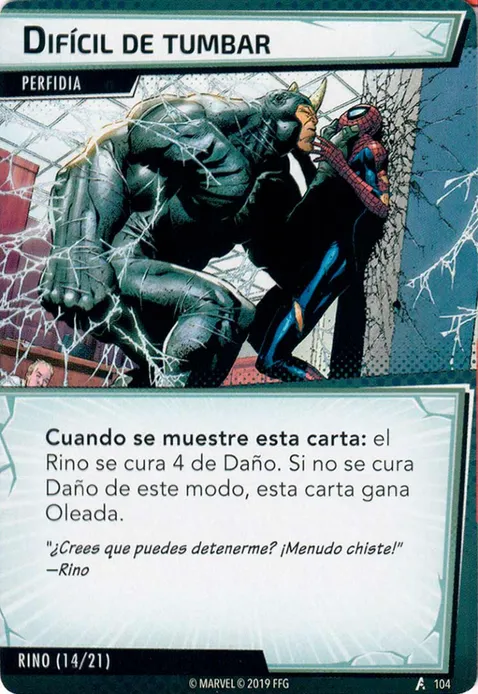 DIFÍCIL DE TUMBAR
PERFIDIA
Cuando se muestre esta carta: el
Rino se cura 4 de Daño. Si no se cura
Daño de este modo, esta carta gana
Oleada.
"¿Crees que puedes detenerme? ¡Menudo chiste!"
—Rino
RINO (14/21)
© MARVEL © 2019 FFG
104